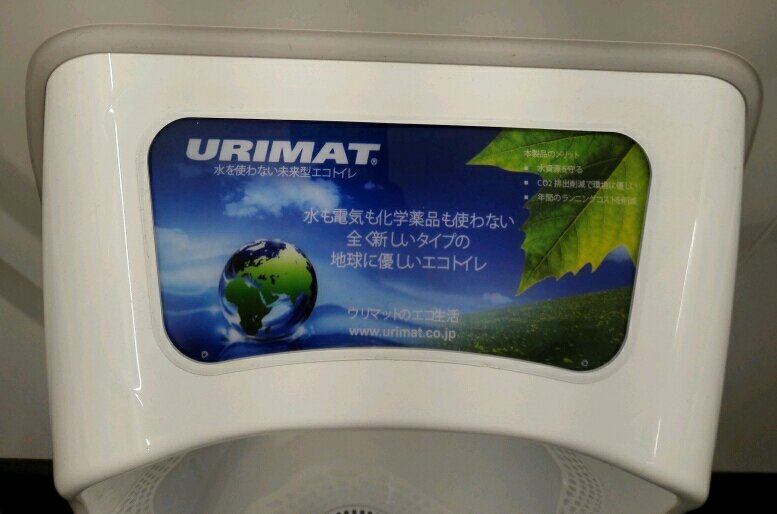 URIMAT®
水を使わない未来型エコトイレ
本製品のメリット
■ 水資源を守る
■ CO2 排出削減で環境に優しい
■ 年間のランニングコストを削減
水も電気も化学薬品も使わない
全く新しいタイプの
地球に優しいエコトイレ
ウリマットのエコ生活
www.urimat.co.jp